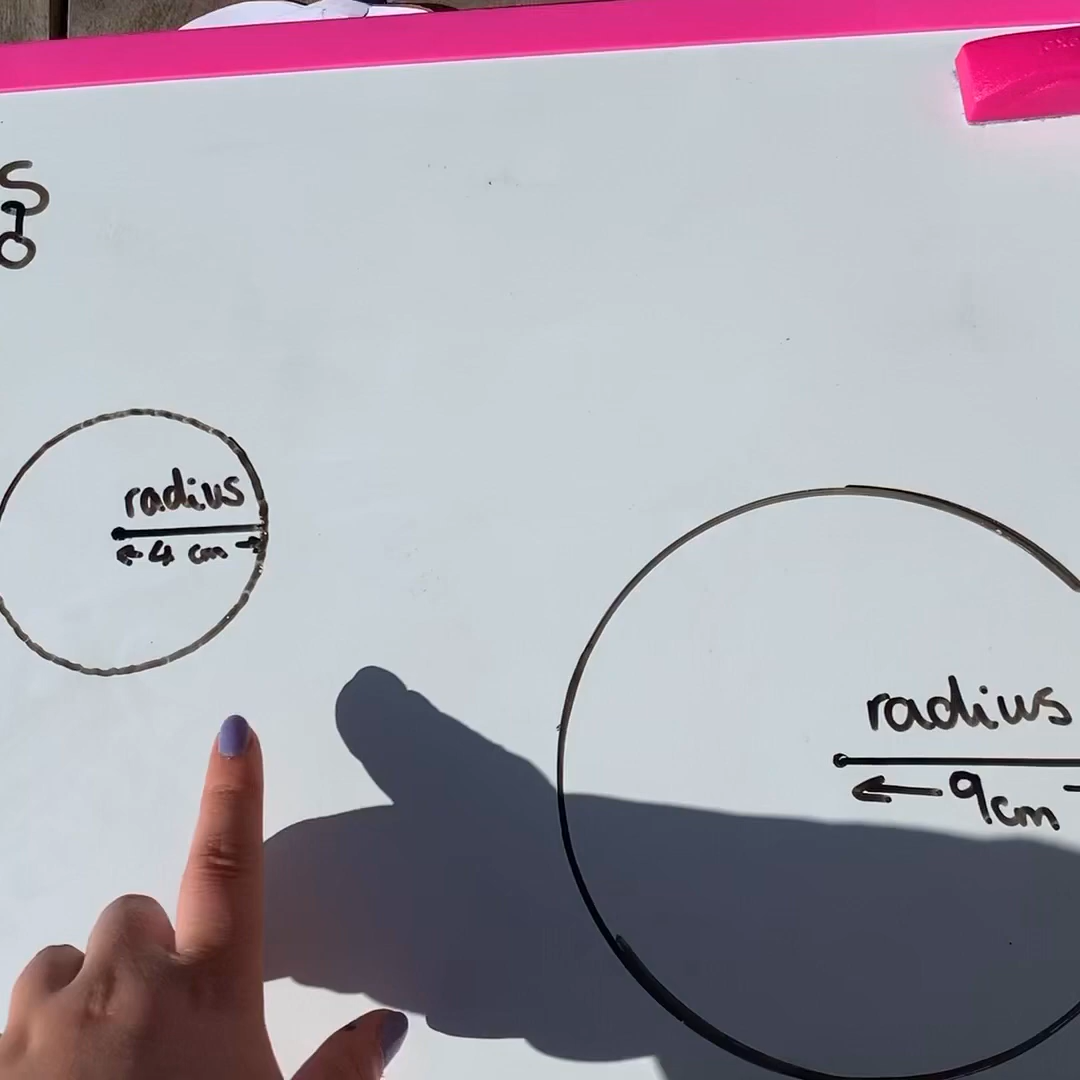 radius
← 4 cm →
radius
← 9cm